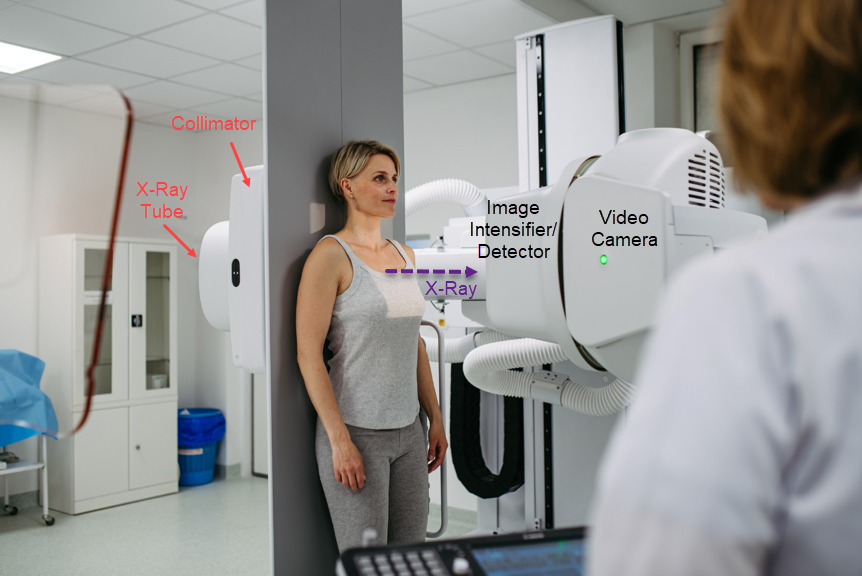 Collimator
X-Ray
Tube
Image
Intensifier/
Detector
Video
Camera
X-Ray